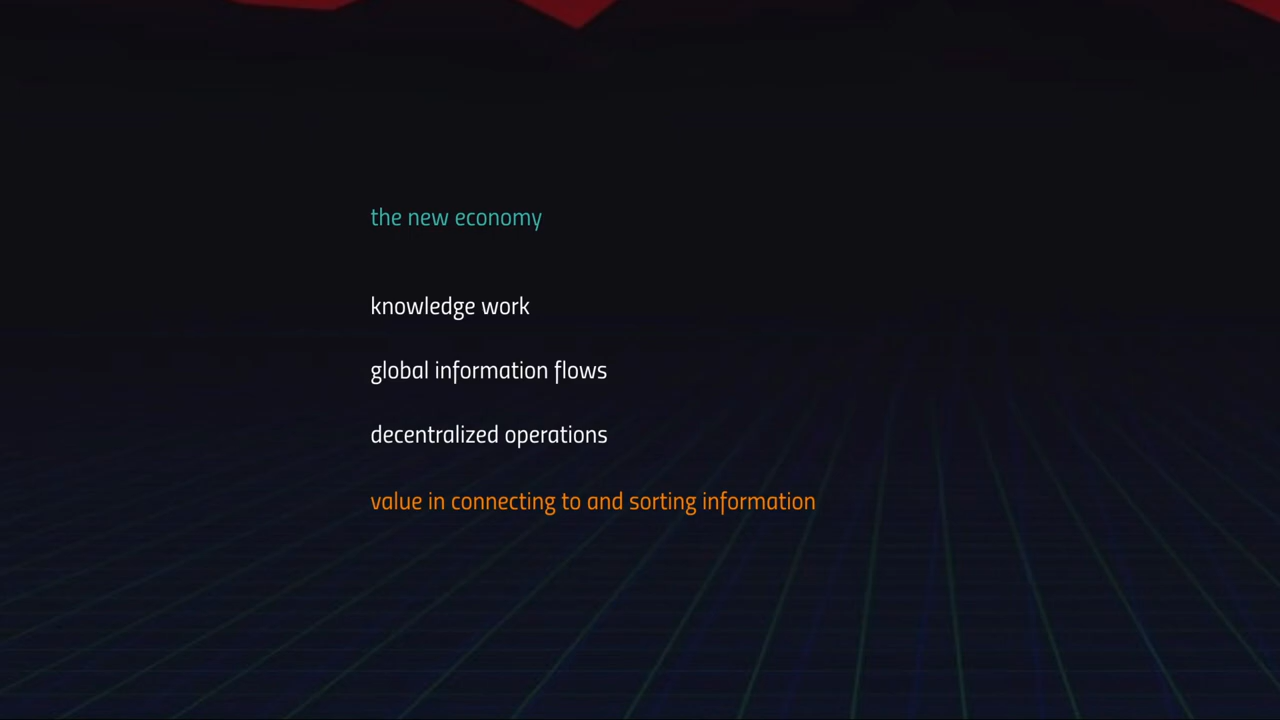 the new economy
knowledge work
global information flows
decentralized operations
value in connecting to and sorting information